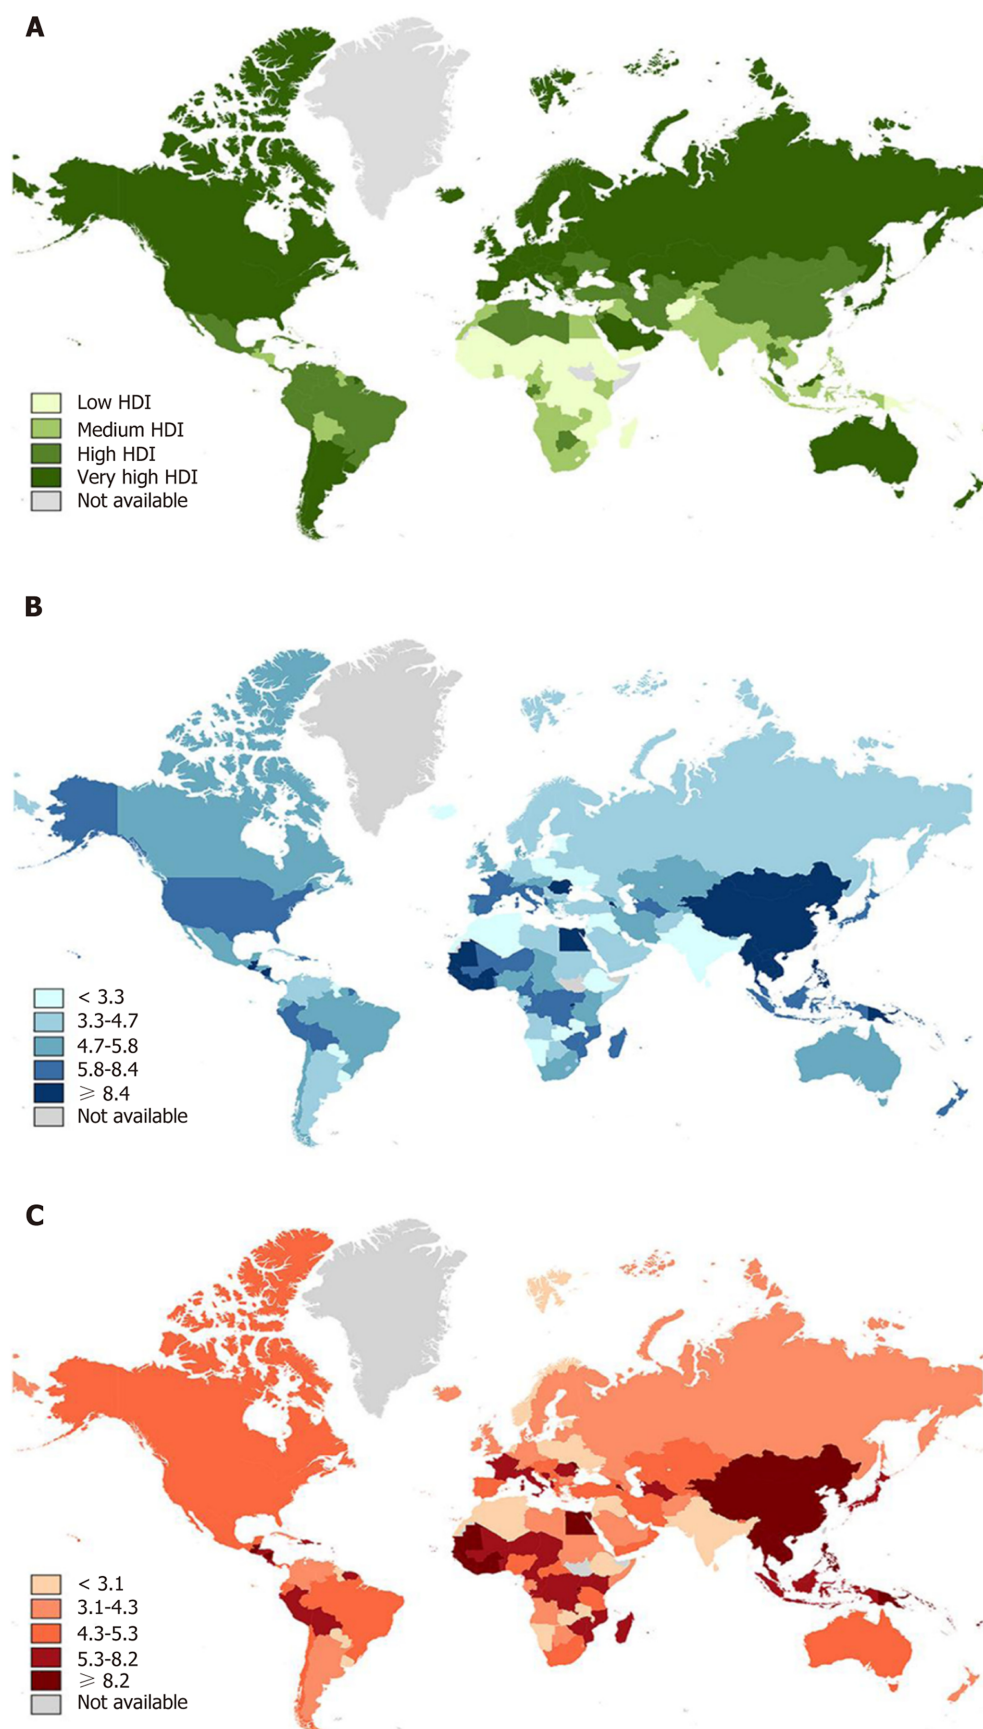 A
Low HDI
Medium HDI
High HDI
Very high HDI
Not available
B
< 3.3
3.3-4.7
4.7-5.8
5.8-8.4
⩾ 8.4
Not available
C
< 3.1
3.1-4.3
4.3-5.3
5.3-8.2
⩾ 8.2
Not available